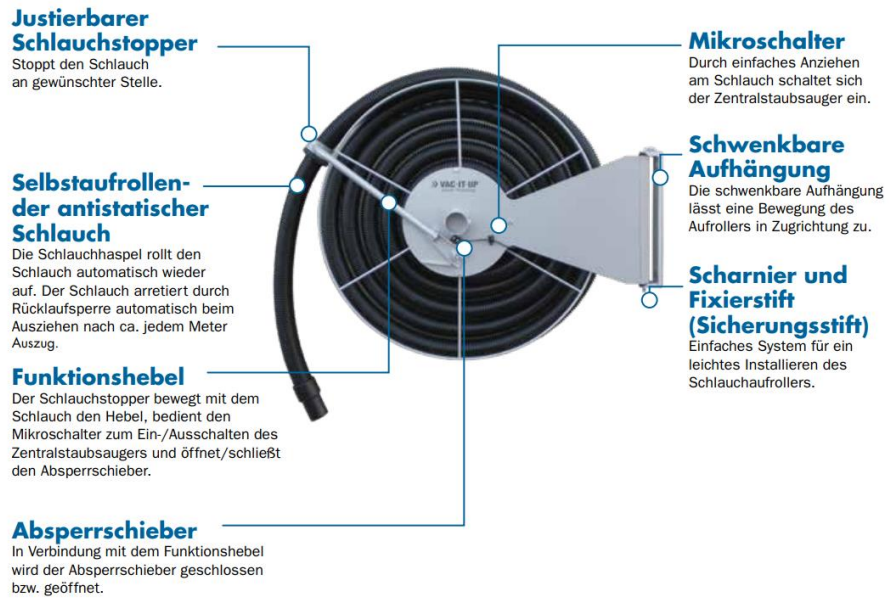 Justierbarer
Schlauchstopper
Stoppt den Schlauch
an gewünschter Stelle.
Selbstaufrollen-
der antistatischer
Schlauch
Die Schlauchhaspel rollt den
Schlauch automatisch wieder
auf. Der Schlauch arretiert durch
Rücklaufsperre automatisch beim
Ausziehen nach ca. jedem Meter
Auszug.
Funktionshebel
Der Schlauchstopper bewegt mit dem
Schlauch den Hebel, bedient den
Mikroschalter zum Ein-/Ausschalten des
Zentralstaubsaugers und öffnet/schließt
den Absperrschieber.
Absperrschieber
In Verbindung mit dem Funktionshebel
wird der Absperrschieber geschlossen
bzw. geöffnet.
VAC-IT UP
Mikroschalter
Durch einfaches Anziehen
am Schlauch schaltet sich
der Zentralstaubsauger ein.
Schwenkbare
Aufhängung
Die schwenkbare Aufhängung
lässt eine Bewegung des
Aufrollers in Zugrichtung zu.
Scharnier und
Fixierstift
(Sicherungsstift)
Einfaches System für ein
leichtes Installieren des
Schlauchaufrollers.